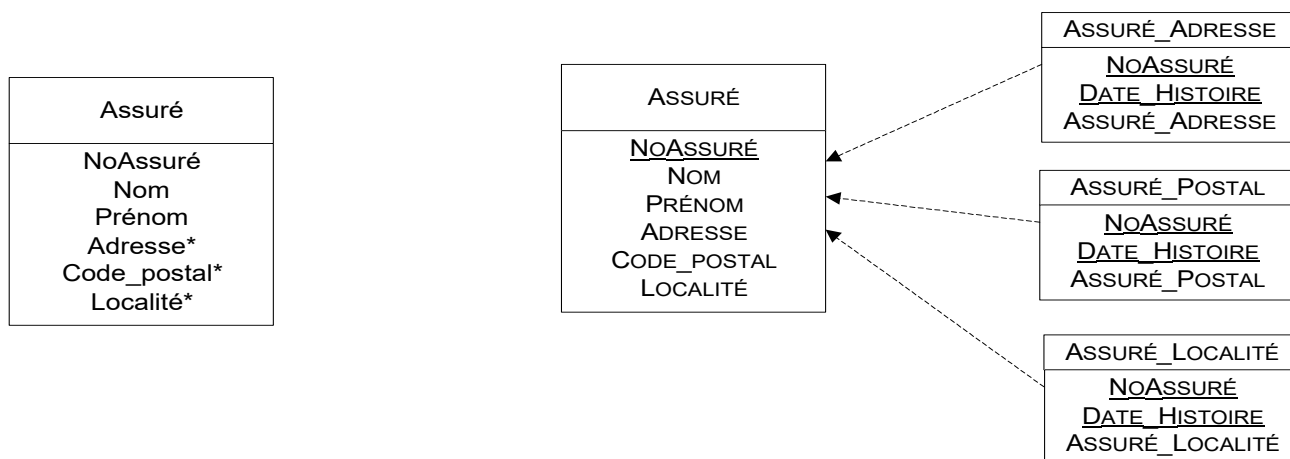 Assuré
NoAssuré
Nom
Prénom
Adresse*
Code_postal*
Localité*
ASSURÉ
NOASSURÉ
NOM
PRÉNOM
ADRESSE
CODE_POSTAL
LOCALITÉ
ASSURÉ_ADRESSE
NOASSURÉ
DATE_HISTOIRE
ASSURÉ_ADRESSE
ASSURÉ_POSTAL
NOASSURÉ
DATE_HISTOIRE
ASSURÉ_POSTAL
ASSURÉ_LOCALITÉ
NOASSURÉ
DATE_HISTOIRE
ASSURÉ_LOCALITÉ